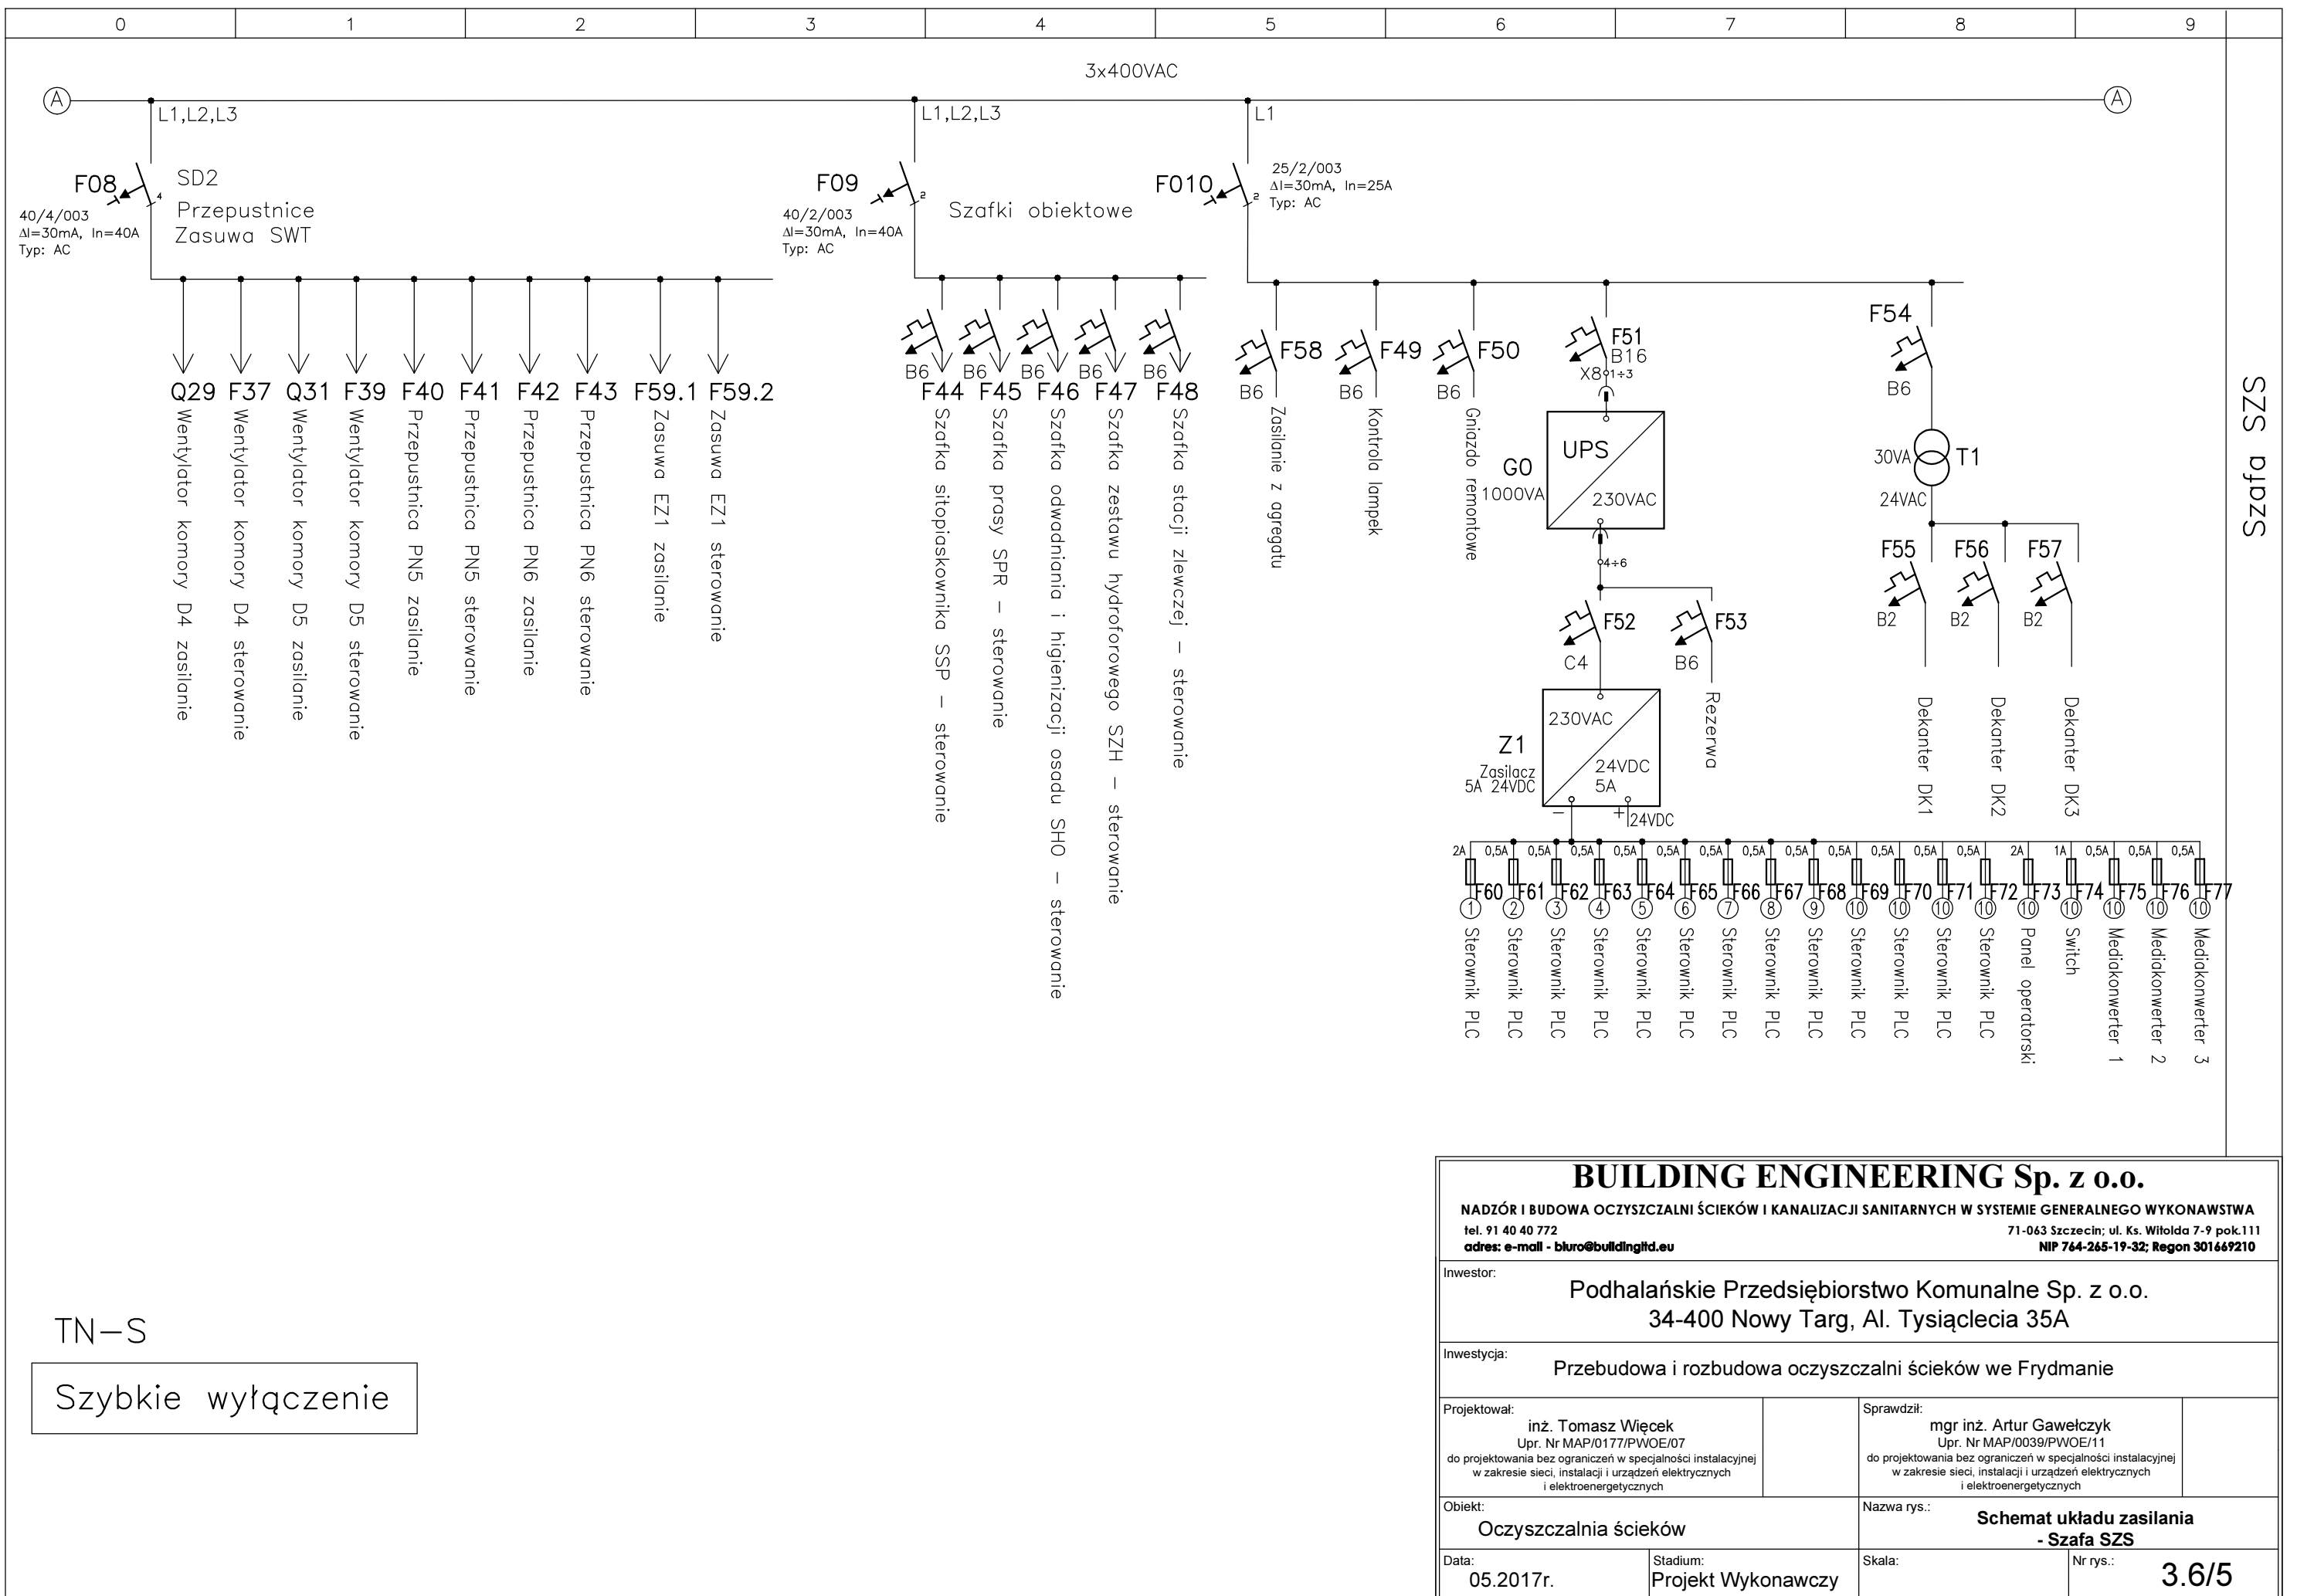 0 1 2 3 4 5 6 7 8 9
3x400VAC
A
A
L1,L2,L3
L1,L2,L3
L1
F08
SD2
Przepustnice
Zasuwa SWT
4
40/4/003
ΔI=30mA, In=40A
Typ: AC
F09
2
Szafki obiektowe
40/2/003
ΔI=30mA, In=40A
Typ: AC
F010
2
25/2/003
ΔI=30mA, In=25A
Typ: AC
Q29 F37 Q31 F39 F40 F41 F42 F43 F59.1 F59.2
Wentylator komory D4 zasilanie
Wentylator komory D4 sterowanie
Wentylator komory D5 zasilanie
Wentylator komory D5 sterowanie
Przepustnica PN5 zasilanie
Przepustnica PN5 sterowanie
Przepustnica PN6 zasilanie
Przepustnica PN6 sterowanie
Zasuwa EZ1 zasilanie
Zasuwa EZ1 sterowanie
B6 B6 B6 B6 B6
F44 F45 F46 F47 F48
Szafka sitopiaskownika SSP – sterowanie
Szafka prasy SPR – sterowanie
Szafka odwadniania i higienizacji osadu SHO – sterowanie
Szafka zestawu hydroforowego SZH – sterowanie
Szafka stacji zlewczej – sterowanie
F58
B6
Zasilanie z agregatu
F49
B6
Kontrola lampek
F50
B6
Gniazdo remontowe
F51
B16
X8 1÷3
UPS
230VAC
G0
1000VA
4÷6
F52
C4
F53
B6
Rezerwa
230VAC
24VDC
5A
Z1
Zasilacz
5A 24VDC
–
+
24VDC
F54
B6
30VA
T1
24VAC
F55 F56 F57
B2 B2 B2
Dekanter DK1
Dekanter DK2
Dekanter DK3
2A 0,5A 0,5A 0,5A 0,5A 0,5A 0,5A 0,5A 0,5A 0,5A 0,5A 0,5A 0,5A 2A 1A 0,5A 0,5A 0,5A
F60 F61 F62 F63 F64 F65 F66 F67 F68 F69 F70 F71 F72 F73 F74 F75 F76 F77
1 2 3 4 5 6 7 8 9 10 10 10 10 10 10 10 10 10
Sterownik PLC
Sterownik PLC
Sterownik PLC
Sterownik PLC
Sterownik PLC
Sterownik PLC
Sterownik PLC
Sterownik PLC
Sterownik PLC
Sterownik PLC
Sterownik PLC
Sterownik PLC
Sterownik PLC
Panel operatorski
Switch
Mediakonwerter 1
Mediakonwerter 2
Mediakonwerter 3
Szafa SZS
TN–S
Szybkie wyłączenie
BUILDING ENGINEERING Sp. z o.o.
NADZÓR I BUDOWA OCZYSZCZALNI ŚCIEKÓW I KANALIZACJI SANITARNYCH W SYSTEMIE GENERALNEGO WYKONAWSTWA
tel. 91 40 40 772
71-063 Szczecin; ul. Ks. Witolda 7-9 pok.111
adres: e-mail - biuro@buildingltd.eu
NIP 764-265-19-32; Regon 301669210
Inwestor:
Podhalańskie Przedsiębiorstwo Komunalne Sp. z o.o.
34-400 Nowy Targ, Al. Tysiąclecia 35A
Inwestycja:
Przebudowa i rozbudowa oczyszczalni ścieków we Frydmanie
Projektował:
inż. Tomasz Więcek
Upr. Nr MAP/0177/PWOE/07
do projektowania bez ograniczeń w specjalności instalacyjnej
w zakresie sieci, instalacji i urządzeń elektrycznych
i elektroenergetycznych
Sprawdził:
mgr inż. Artur Gawełczyk
Upr. Nr MAP/0039/PWOE/11
do projektowania bez ograniczeń w specjalności instalacyjnej
w zakresie sieci, instalacji i urządzeń elektrycznych
i elektroenergetycznych
Obiekt:
Oczyszczalnia ścieków
Nazwa rys.:
Schemat układu zasilania
- Szafa SZS
Data:
05.2017r.
Stadium:
Projekt Wykonawczy
Skala:
Nr rys.:
3.6/5